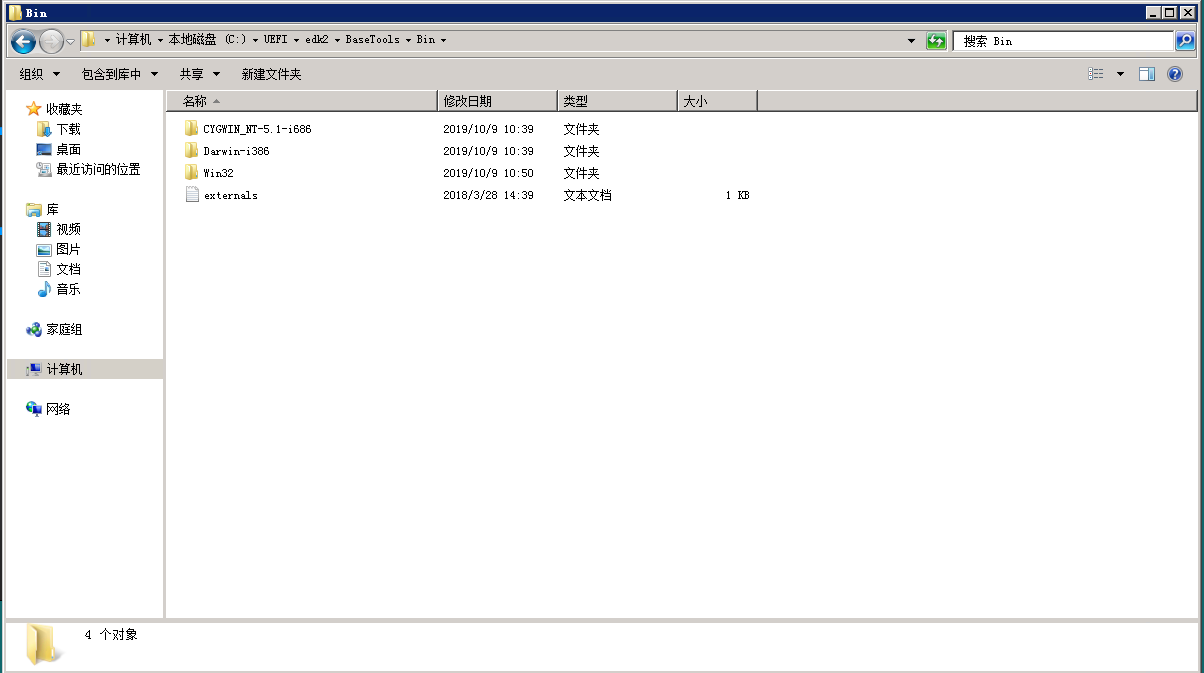 Bin
计算机 本地磁盘 (C:) UEFI edk2 BaseTools Bin 搜索 Bin
组织 包含到库中 共享 新建文件夹
收藏夹
下载
桌面
最近访问的位置
库
视频
图片
文档
音乐
家庭组
计算机
网络
名称 修改日期 类型 大小
CYGWIN_NT-5.1-i686 2019/10/9 10:39 文件夹
Darwin-i386 2019/10/9 10:39 文件夹
Win32 2019/10/9 10:50 文件夹
externals 2018/3/28 14:39 文本文档 1 KB
4 个对象